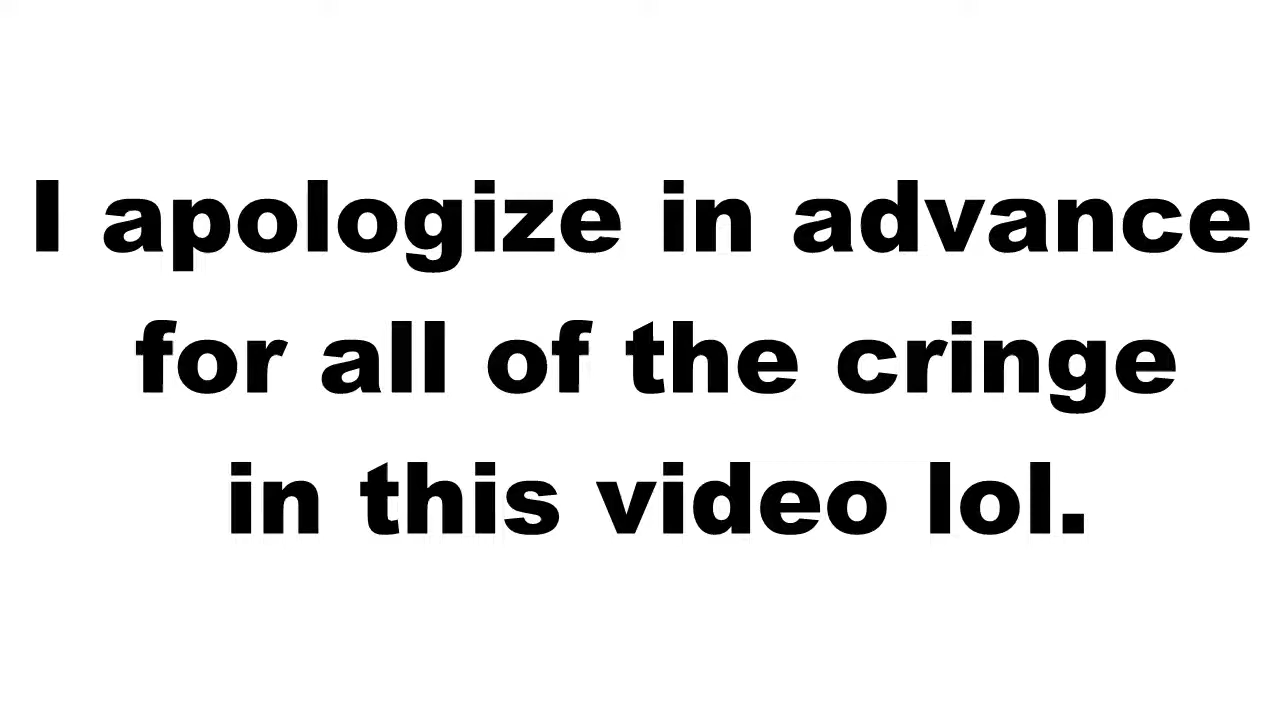 I apologize in advance
for all of the cringe
in this video lol.